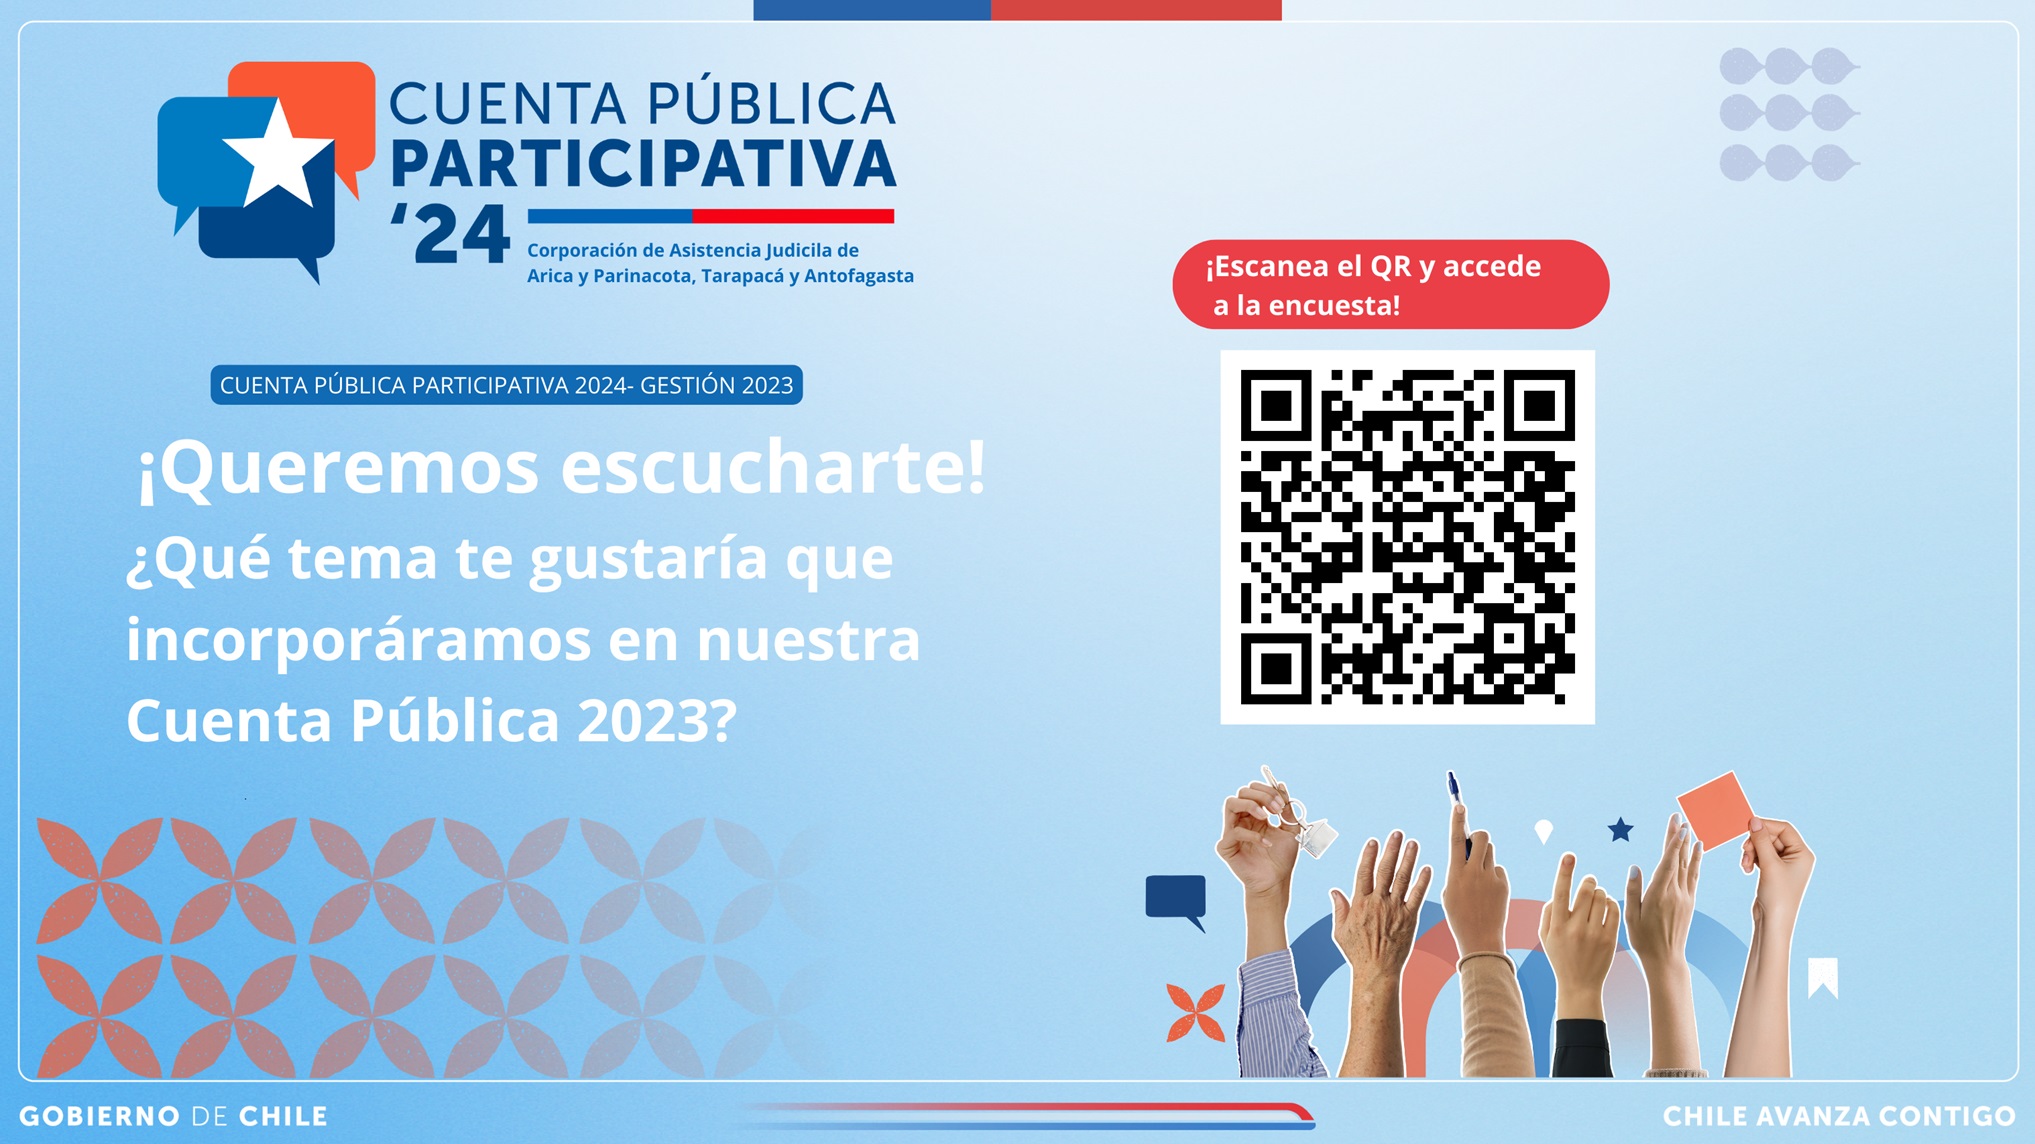 CUENTA PÚBLICA
PARTICIPATIVA
‘24
Corporación de Asistencia Judicila de
Arica y Parinacota, Tarapacá y Antofagasta
¡Escanea el QR y accede
a la encuesta!
CUENTA PÚBLICA PARTICIPATIVA 2024- GESTIÓN 2023
¡Queremos escucharte!
¿Qué tema te gustaría que
incorporáramos en nuestra
Cuenta Pública 2023?
GOBIERNO DE CHILE
CHILE AVANZA CONTIGO